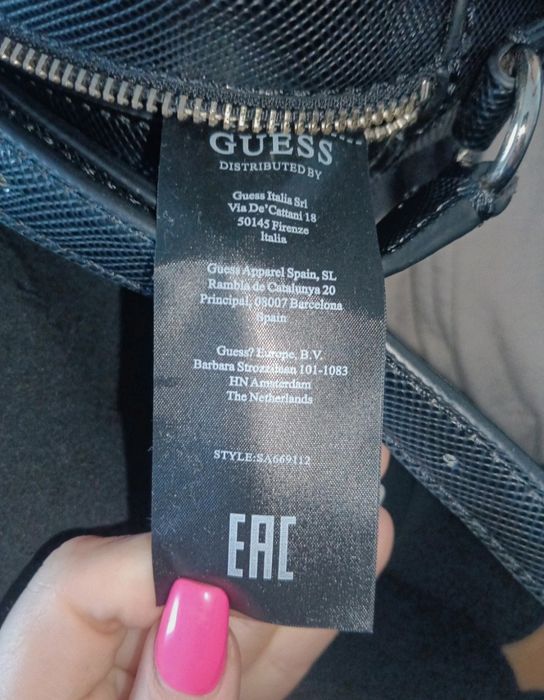 GUESS
DISTRIBUTED BY
Guess Italia Srl
Via De' Cattani 18
50145 Firenze
Italia
Guess Apparel Spain, SL
Rambla de Catalunya 20
Principal, 08007 Barcelona
Spain
Guess? Europe, B.V.
Barbara Strozzilaan 101-1083
HN Amsterdam
The Netherlands
STYLE:SA669112
EAC